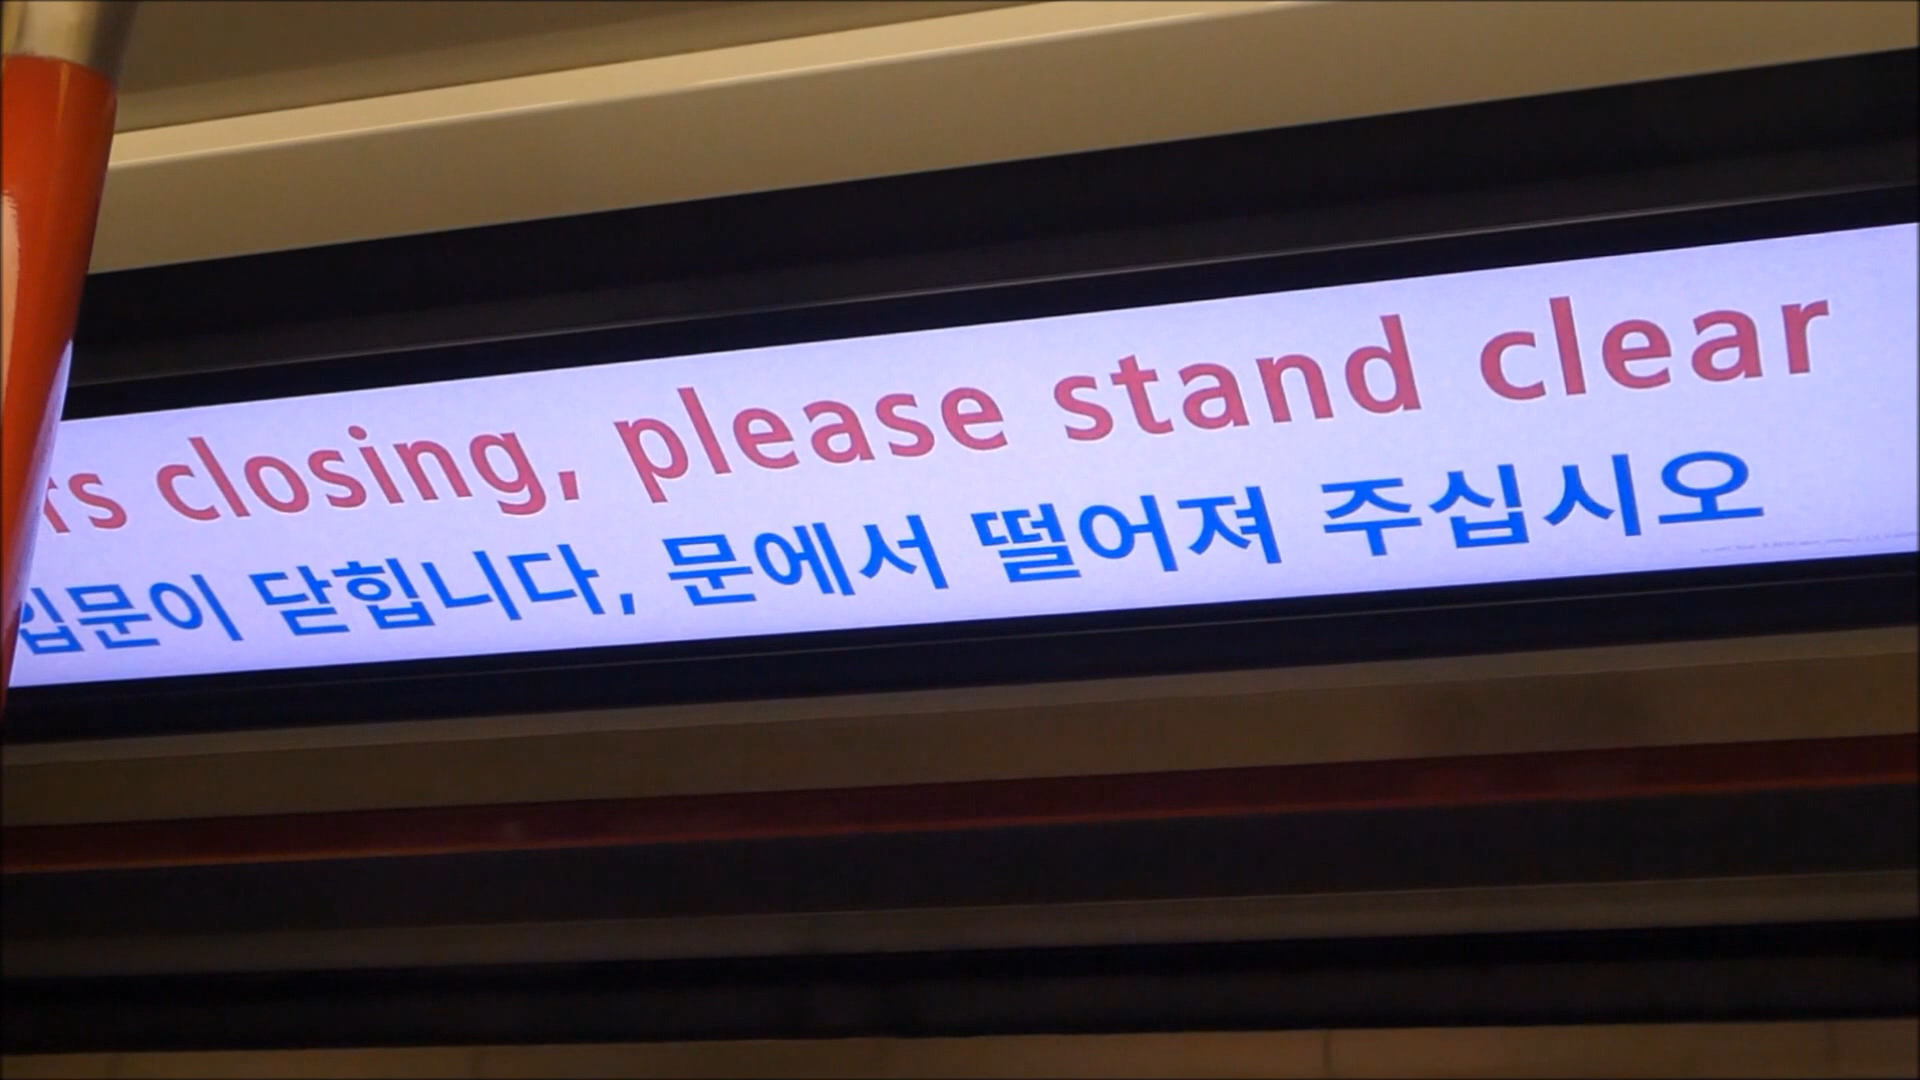 rs closing, please stand clear
입문이 닫힙니다, 문에서 떨어져 주십시오